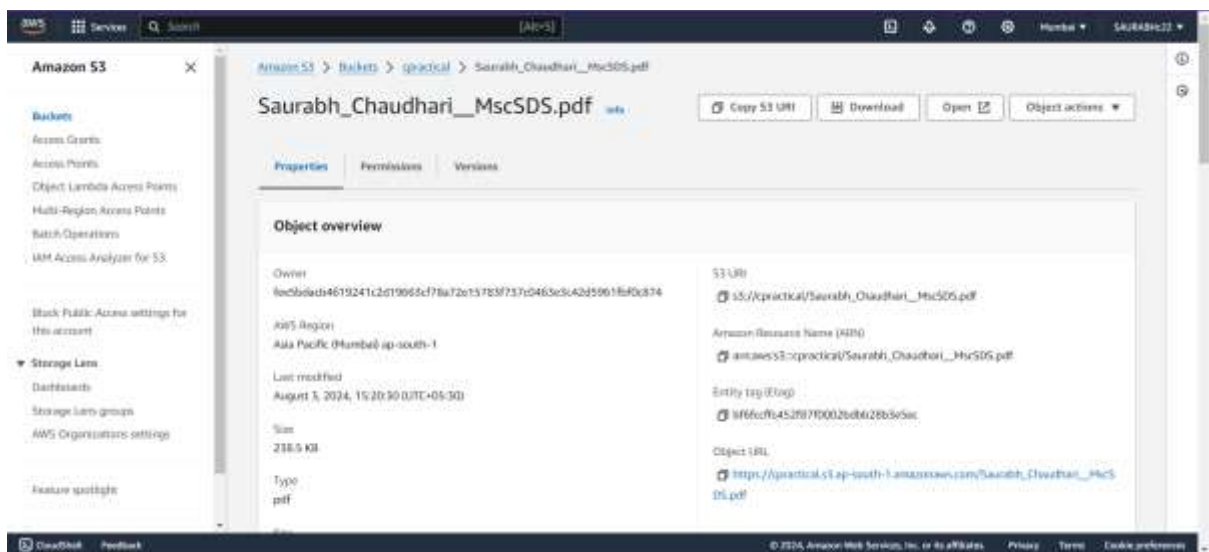 aws Services Search [Alt+S] Mumbai
Amazon S3
Amazon S3 > Buckets > cpractical > Saurabh_Chaudhari__MscSDS.pdf
Saurabh_Chaudhari__MscSDS.pdf Info
Copy S3 URI Download Open Object actions
Buckets
Access Grants
Access Points
Object Lambda Access Points
Multi-Region Access Points
Batch Operations
IAM Access Analyzer for S3
Block Public Access settings for
this account
Storage Lens
Dashboards
Storage Lens groups
AWS Organizations settings
Feature spotlight
Properties Permissions Versions
Object overview
Owner
AWS Region
Asia Pacific (Mumbai) ap-south-1
Last modified
August 3, 2024, 15:20:30 (UTC+05:30)
Size
238.5 KB
Type
pdf
S3 URI
s3://cpractical/Saurabh_Chaudhari__MscSDS.pdf
Amazon Resource Name (ARN)
arn:aws:s3:::cpractical/Saurabh_Chaudhari__MscSDS.pdf
Entity tag (Etag)
Object URL
https://cpractical.s3.ap-south-1.amazonaws.com/Saurabh_Chaudhari__MscS
DS.pdf
CloudShell Feedback © 2024, Amazon Web Services, Inc. or its affiliates. Privacy Terms Cookie preferences